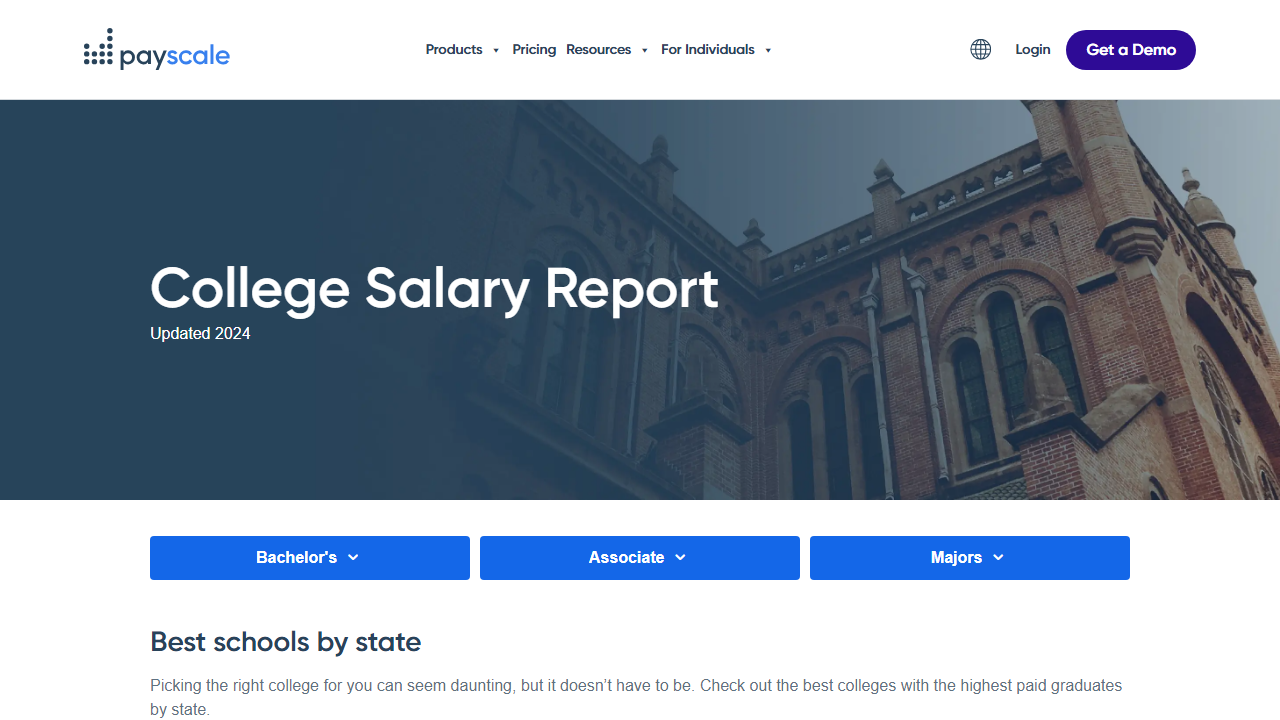 payscale
Products
Pricing
Resources
For Individuals
Login
Get a Demo
College Salary Report
Updated 2024
Bachelor's
Associate
Majors
Best schools by state
Picking the right college for you can seem daunting, but it doesn’t have to be. Check out the best colleges with the highest paid graduates
by state.